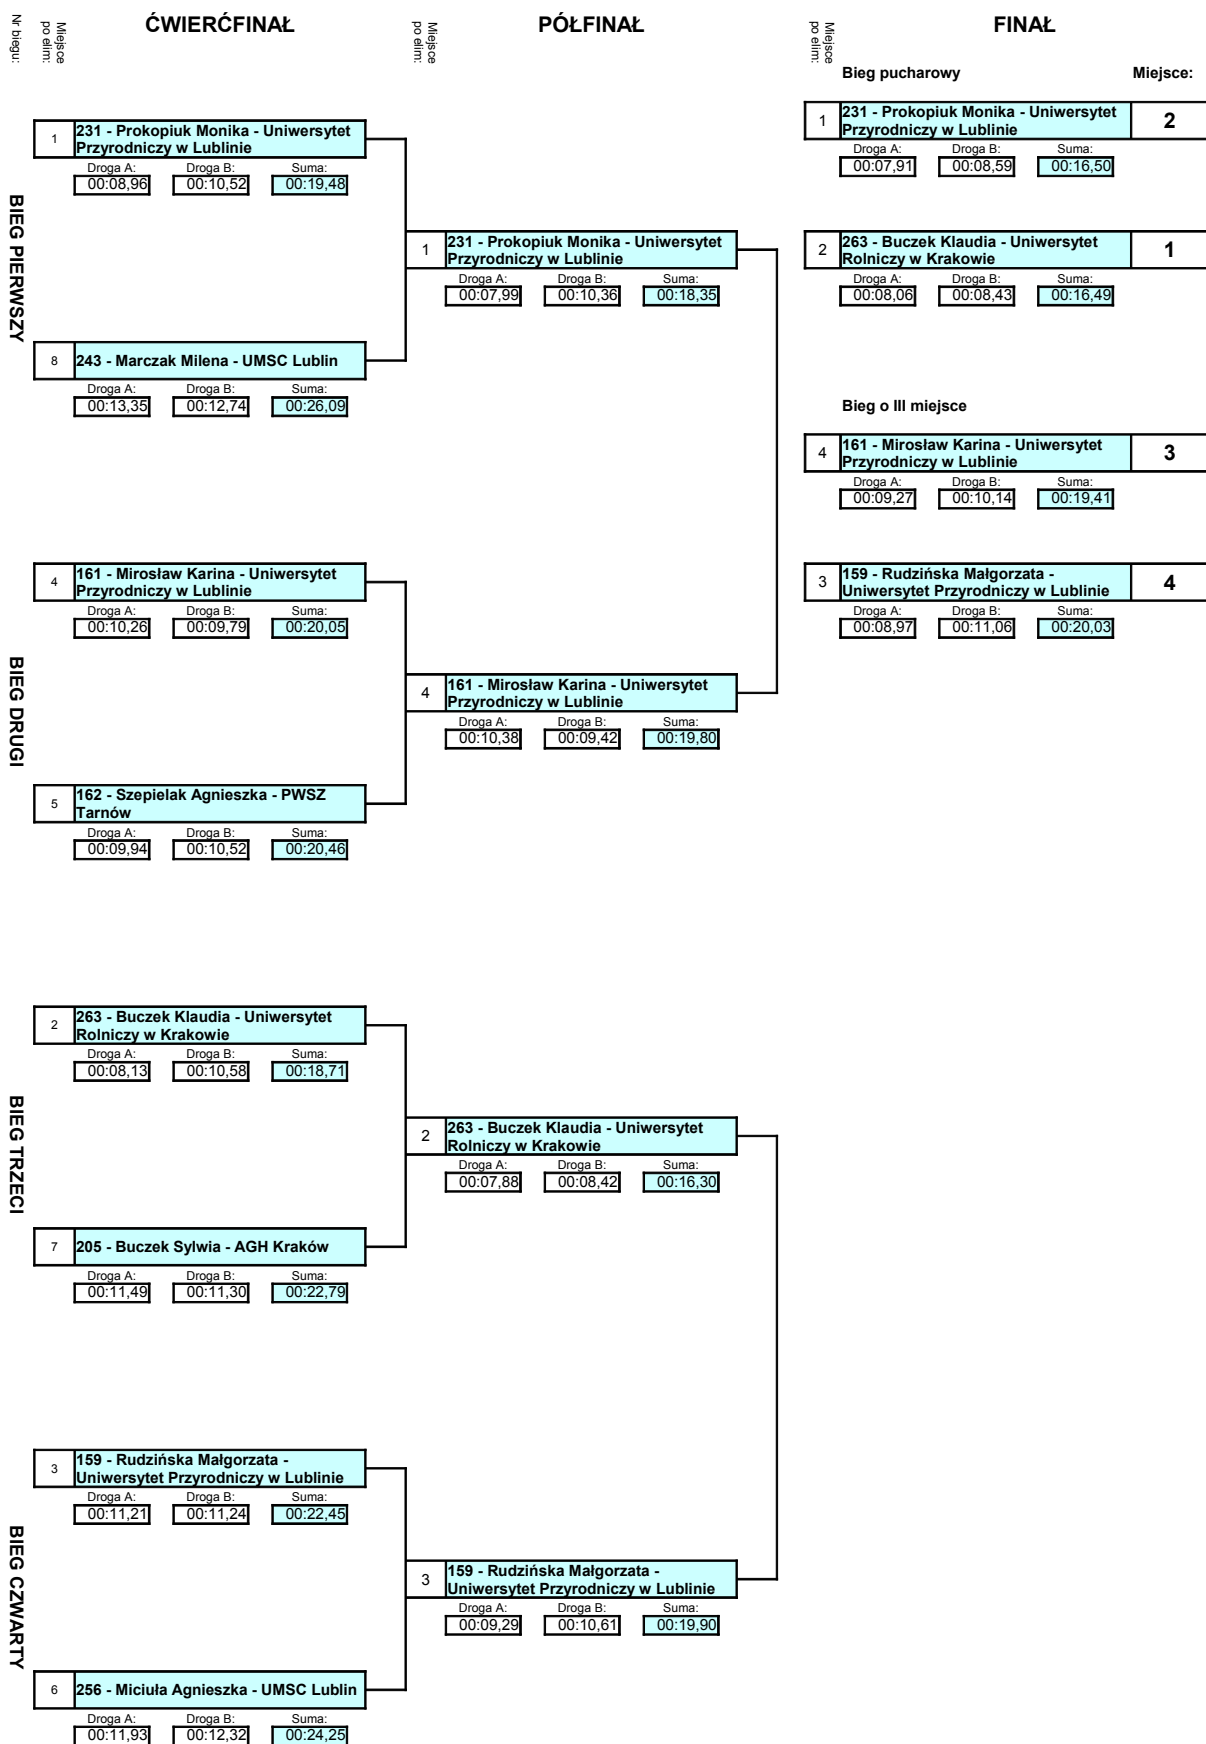 Nr biegu:
Miejsce
po elim:
ĆWIERĆFINAŁ
Miejsce
po elim:
PÓŁFINAŁ
Miejsce
po elim:
FINAŁ
Bieg pucharowy Miejsce:
BIEG PIERWSZY
1 231 - Prokopiuk Monika - Uniwersytet
Przyrodniczy w Lublinie
Droga A: Droga B: Suma:
00:08,96 00:10,52 00:19,48
8 243 - Marczak Milena - UMSC Lublin
Droga A: Droga B: Suma:
00:13,35 00:12,74 00:26,09
BIEG DRUGI
4 161 - Mirosław Karina - Uniwersytet
Przyrodniczy w Lublinie
Droga A: Droga B: Suma:
00:10,26 00:09,79 00:20,05
5 162 - Szepielak Agnieszka - PWSZ
Tarnów
Droga A: Droga B: Suma:
00:09,94 00:10,52 00:20,46
BIEG TRZECI
2 263 - Buczek Klaudia - Uniwersytet
Rolniczy w Krakowie
Droga A: Droga B: Suma:
00:08,13 00:10,58 00:18,71
7 205 - Buczek Sylwia - AGH Kraków
Droga A: Droga B: Suma:
00:11,49 00:11,30 00:22,79
BIEG CZWARTY
3 159 - Rudzińska Małgorzata -
Uniwersytet Przyrodniczy w Lublinie
Droga A: Droga B: Suma:
00:11,21 00:11,24 00:22,45
6 256 - Miciuła Agnieszka - UMSC Lublin
Droga A: Droga B: Suma:
00:11,93 00:12,32 00:24,25
1 231 - Prokopiuk Monika - Uniwersytet
Przyrodniczy w Lublinie
Droga A: Droga B: Suma:
00:07,99 00:10,36 00:18,35
4 161 - Mirosław Karina - Uniwersytet
Przyrodniczy w Lublinie
Droga A: Droga B: Suma:
00:10,38 00:09,42 00:19,80
2 263 - Buczek Klaudia - Uniwersytet
Rolniczy w Krakowie
Droga A: Droga B: Suma:
00:07,88 00:08,42 00:16,30
3 159 - Rudzińska Małgorzata -
Uniwersytet Przyrodniczy w Lublinie
Droga A: Droga B: Suma:
00:09,29 00:10,61 00:19,90
1 231 - Prokopiuk Monika - Uniwersytet
Przyrodniczy w Lublinie 2
Droga A: Droga B: Suma:
00:07,91 00:08,59 00:16,50
2 263 - Buczek Klaudia - Uniwersytet
Rolniczy w Krakowie 1
Droga A: Droga B: Suma:
00:08,06 00:08,43 00:16,49
Bieg o III miejsce
4 161 - Mirosław Karina - Uniwersytet
Przyrodniczy w Lublinie 3
Droga A: Droga B: Suma:
00:09,27 00:10,14 00:19,41
3 159 - Rudzińska Małgorzata -
Uniwersytet Przyrodniczy w Lublinie 4
Droga A: Droga B: Suma:
00:08,97 00:11,06 00:20,03